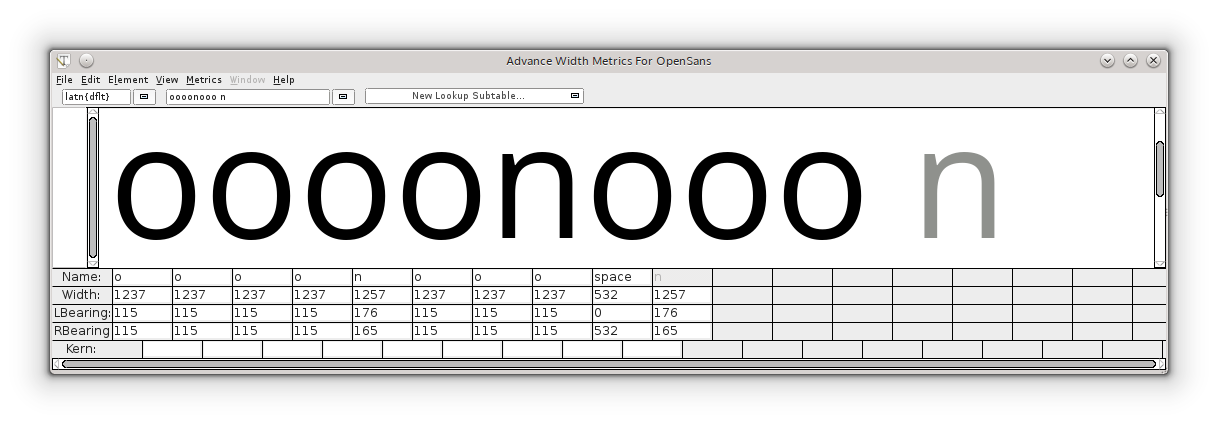 Advance Width Metrics For OpenSans
File Edit Element View Metrics Window Help
latn{dflt} oooonooo n New Lookup Subtable...
oooonooo n
Name: o o o o n o o o space n
Width: 1237 1237 1237 1237 1257 1237 1237 1237 532 1257
LBearing: 115 115 115 115 176 115 115 115 0 176
RBearing 115 115 115 115 165 115 115 115 532 165
Kern: